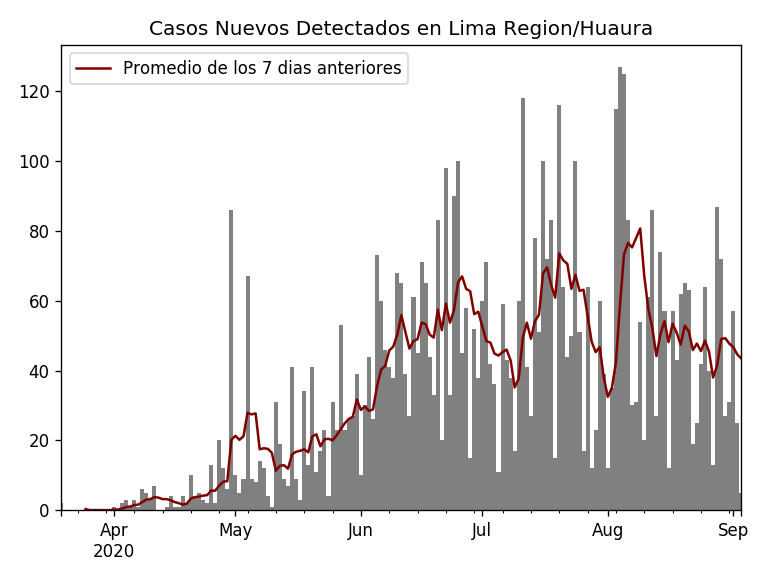 Casos Nuevos Detectados en Lima Region/Huaura
Promedio de los 7 dias anteriores
120
100
80
60
40
20
0
Apr May Jun Jul Aug Sep
2020